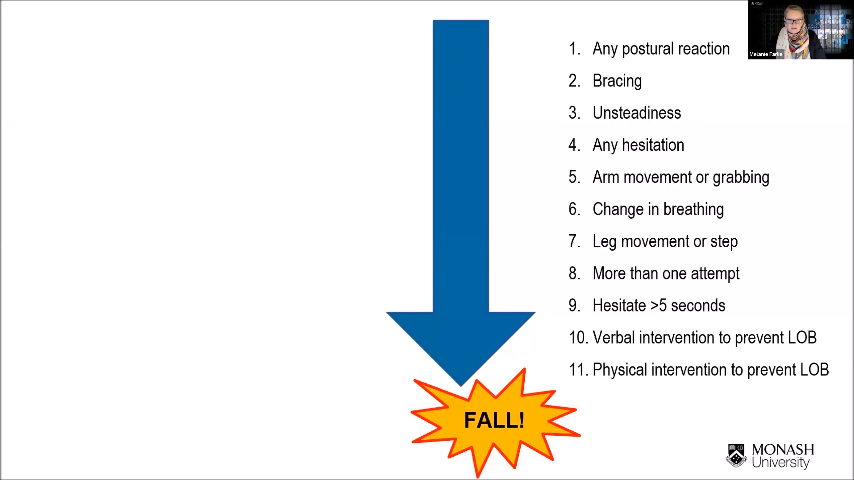 1. Any postural reaction
2. Bracing
3. Unsteadiness
4. Any hesitation
5. Arm movement or grabbing
6. Change in breathing
7. Leg movement or step
8. More than one attempt
9. Hesitate >5 seconds
10. Verbal intervention to prevent LOB
11. Physical intervention to prevent LOB
FALL!
MONASH
University